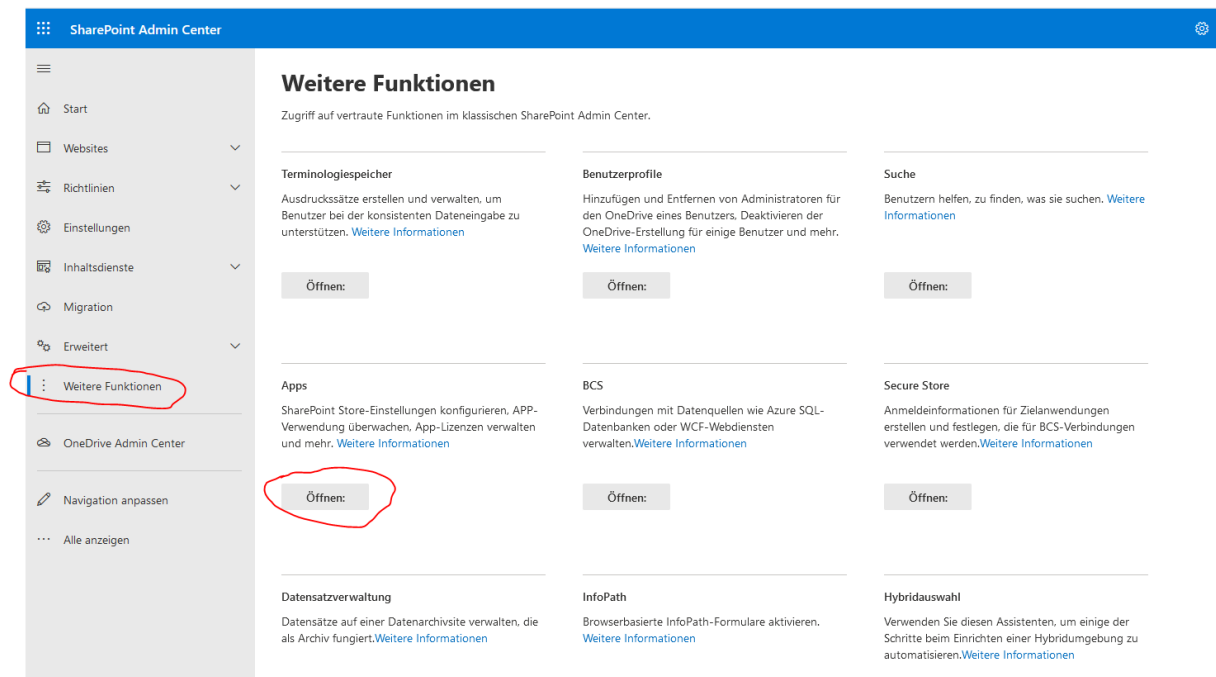 SharePoint Admin Center
Start
Websites
Richtlinien
Einstellungen
Inhaltsdienste
Migration
Erweitert
Weitere Funktionen
OneDrive Admin Center
Navigation anpassen
Alle anzeigen
Weitere Funktionen
Zugriff auf vertraute Funktionen im klassischen SharePoint Admin Center.
Terminologiespeicher
Ausdruckssätze erstellen und verwalten, um
Benutzer bei der konsistenten Dateneingabe zu
unterstützen. Weitere Informationen
Öffnen:
Benutzerprofile
Hinzufügen und Entfernen von Administratoren für
den OneDrive eines Benutzers, Deaktivieren der
OneDrive-Erstellung für einige Benutzer und mehr.
Weitere Informationen
Öffnen:
Suche
Benutzern helfen, zu finden, was sie suchen. Weitere
Informationen
Öffnen:
Apps
SharePoint Store-Einstellungen konfigurieren, APP-
Verwendung überwachen, App-Lizenzen verwalten
und mehr. Weitere Informationen
Öffnen:
BCS
Verbindungen mit Datenquellen wie Azure SQL-
Datenbanken oder WCF-Webdiensten
verwalten.Weitere Informationen
Öffnen:
Secure Store
Anmeldeinformationen für Zielanwendungen
erstellen und festlegen, die für BCS-Verbindungen
verwendet werden.Weitere Informationen
Öffnen:
Datensatzverwaltung
Datensätze auf einer Datenarchivsite verwalten, die
als Archiv fungiert.Weitere Informationen
InfoPath
Browserbasierte InfoPath-Formulare aktivieren.
Weitere Informationen
Hybridauswahl
Verwenden Sie diesen Assistenten, um einige der
Schritte beim Einrichten einer Hybridumgebung zu
automatisieren.Weitere Informationen